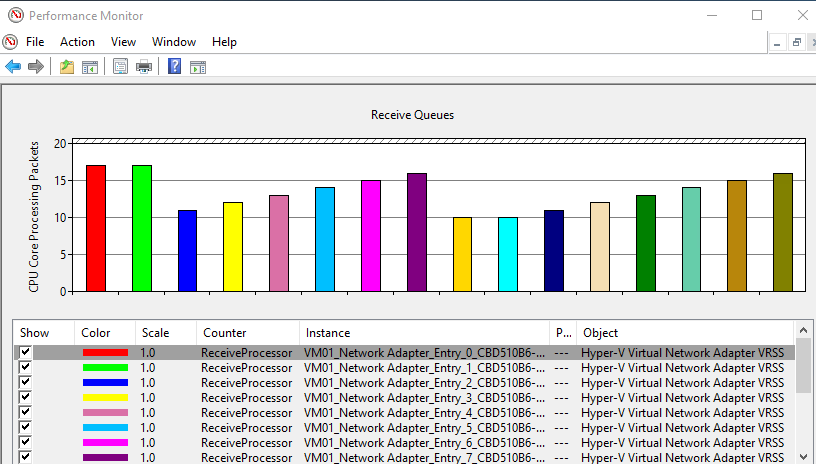 Performance Monitor
File Action View Window Help
Receive Queues
CPU Core Processing Packets
20
15
10
5
0
Show Color Scale Counter Instance P... Object
1.0 ReceiveProcessor VM01_Network Adapter_Entry_0_CBD510B6-... --- Hyper-V Virtual Network Adapter VRSS
1.0 ReceiveProcessor VM01_Network Adapter_Entry_1_CBD510B6-... --- Hyper-V Virtual Network Adapter VRSS
1.0 ReceiveProcessor VM01_Network Adapter_Entry_2_CBD510B6-... --- Hyper-V Virtual Network Adapter VRSS
1.0 ReceiveProcessor VM01_Network Adapter_Entry_3_CBD510B6-... --- Hyper-V Virtual Network Adapter VRSS
1.0 ReceiveProcessor VM01_Network Adapter_Entry_4_CBD510B6-... --- Hyper-V Virtual Network Adapter VRSS
1.0 ReceiveProcessor VM01_Network Adapter_Entry_5_CBD510B6-... --- Hyper-V Virtual Network Adapter VRSS
1.0 ReceiveProcessor VM01_Network Adapter_Entry_6_CBD510B6-... --- Hyper-V Virtual Network Adapter VRSS
1.0 ReceiveProcessor VM01_Network Adapter_Entry_7_CBD510B6-... --- Hyper-V Virtual Network Adapter VRSS